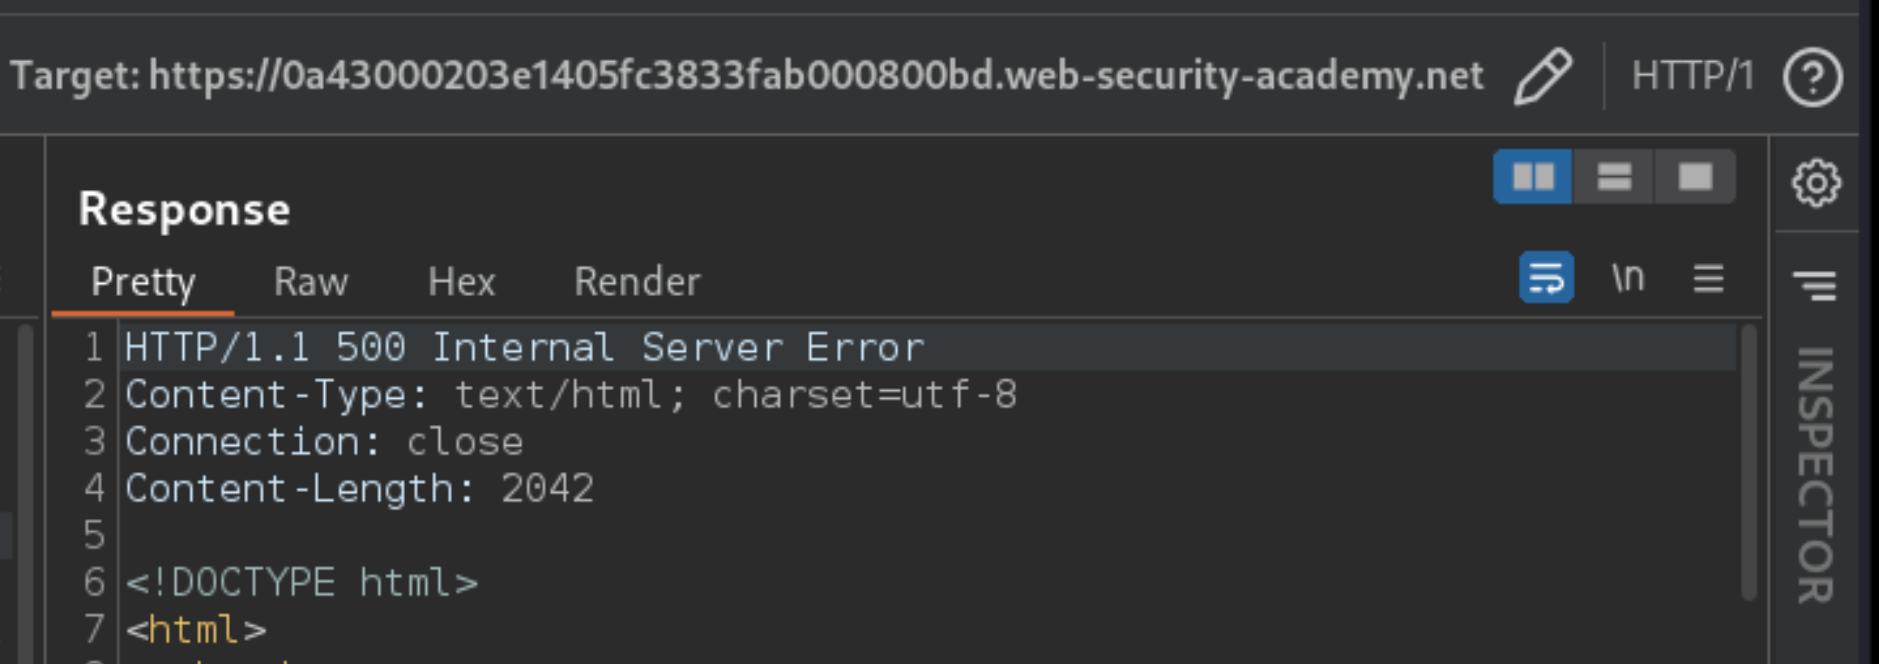 Target: https://0a43000203e1405fc3833fab000800bd.web-security-academy.net HTTP/1
Response
Pretty Raw Hex Render \n
1 HTTP/1.1 500 Internal Server Error
2 Content-Type: text/html; charset=utf-8
3 Connection: close
4 Content-Length: 2042
5
6 <!DOCTYPE html>
7 <html>
INSPECTOR